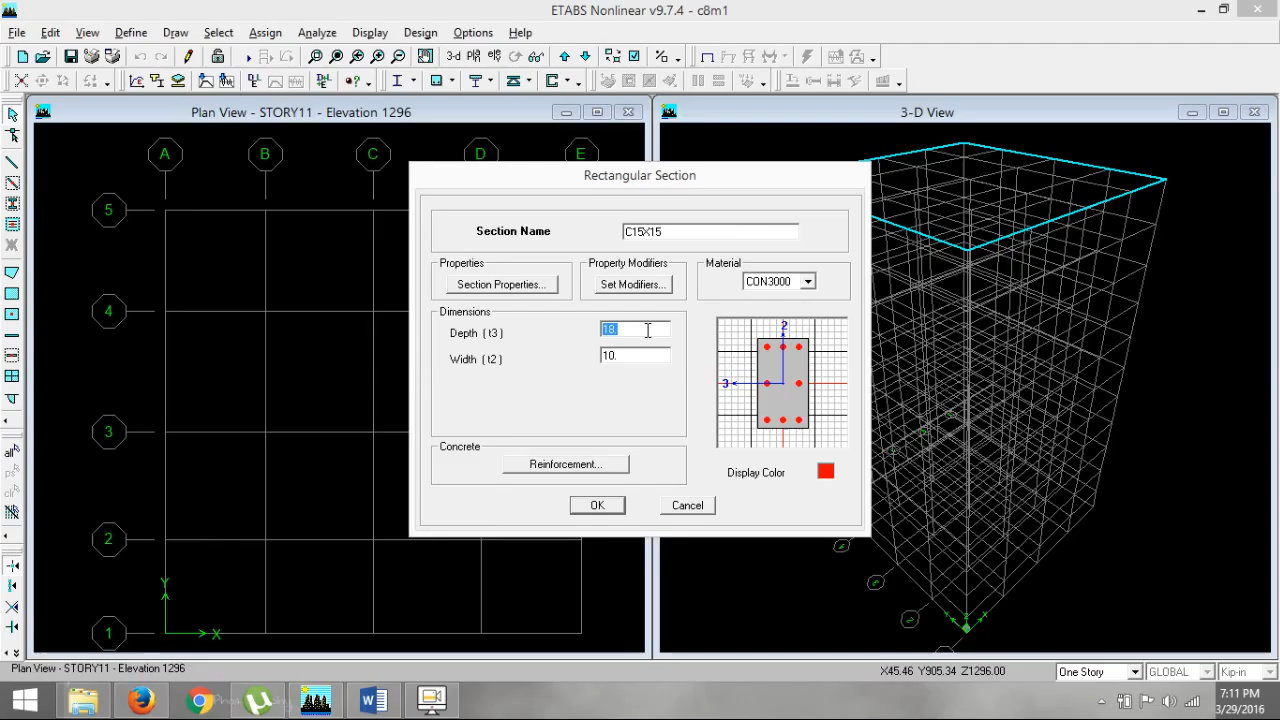 ETABS Nonlinear v9.7.4 - c8m1
File Edit View Define Draw Select Assign Analyze Display Design Options Help
3-d
Plan View - STORY11 - Elevation 1296
3-D View
A B C D E
5
4
3
2
1
Y
X
Rectangular Section
Section Name C15X15
Properties
Section Properties...
Property Modifiers
Set Modifiers...
Material
CON3000
Dimensions
Depth ( t3 ) 18.
Width ( t2 ) 10.
2
3
Concrete
Reinforcement...
Display Color
OK Cancel
all
ps
clr
Plan View - STORY11 - Elevation 1296
X45.46 Y905.34 Z1296.00
One Story
GLOBAL
Kip-in
7:11 PM
3/29/2016